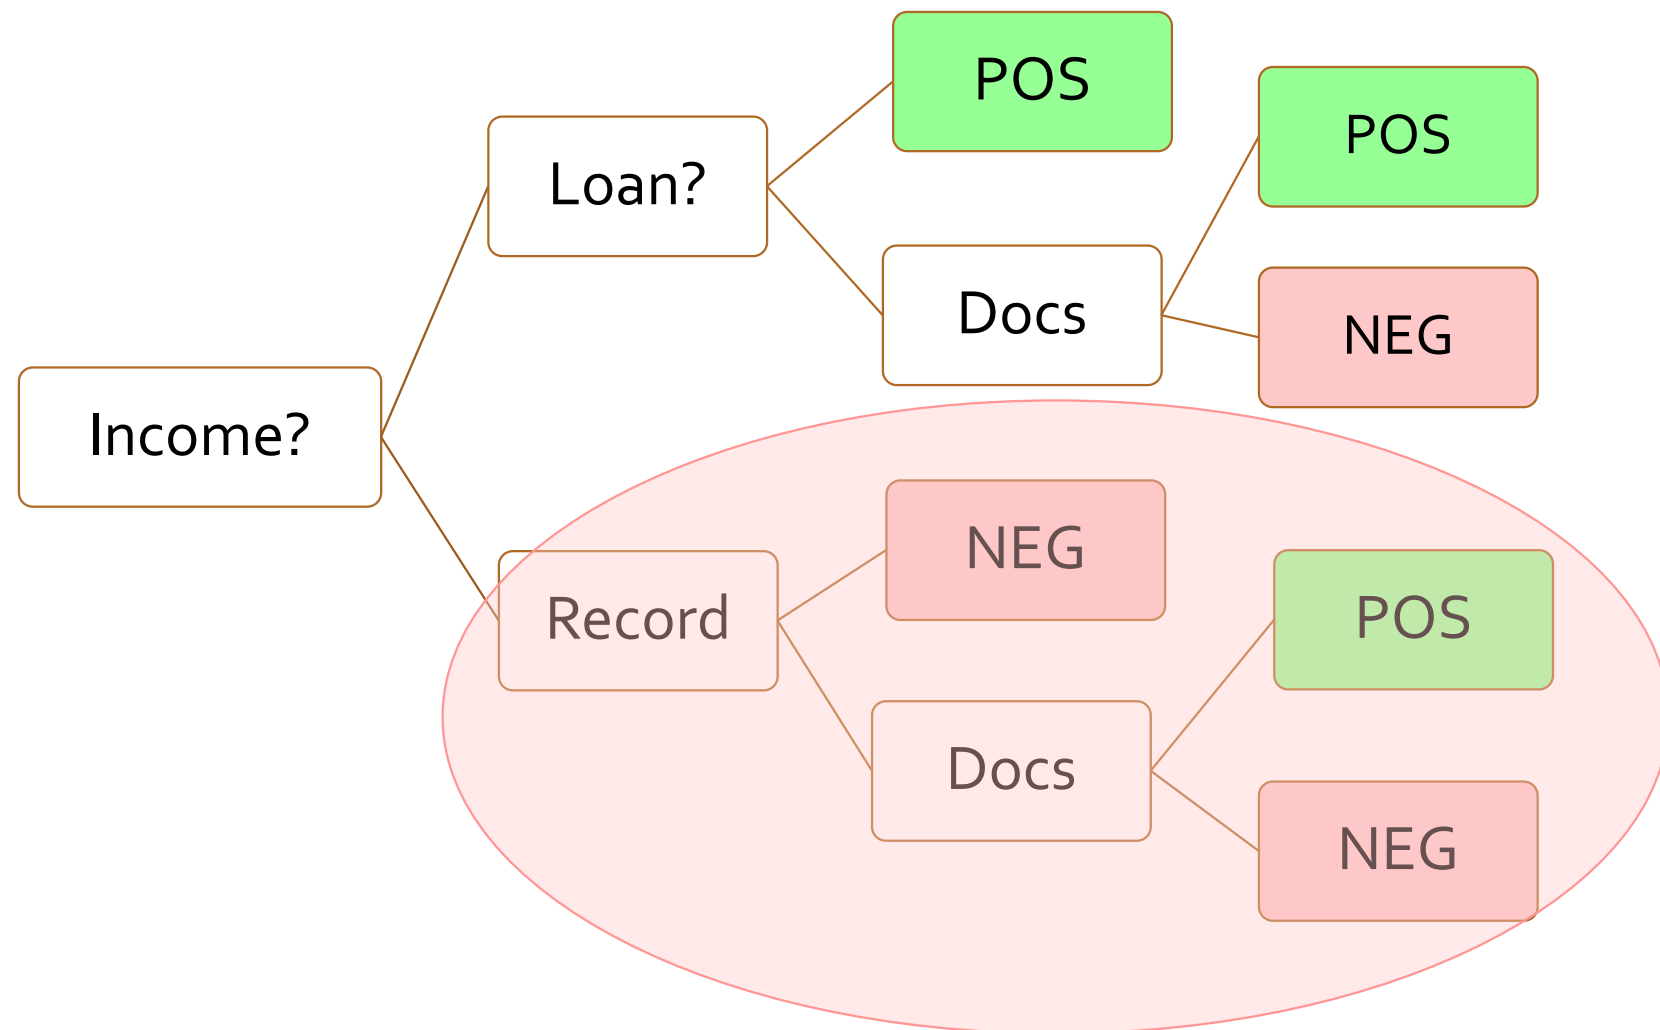 POS
POS
Loan?
Docs
NEG
Income?
NEG
Record
POS
Docs
NEG